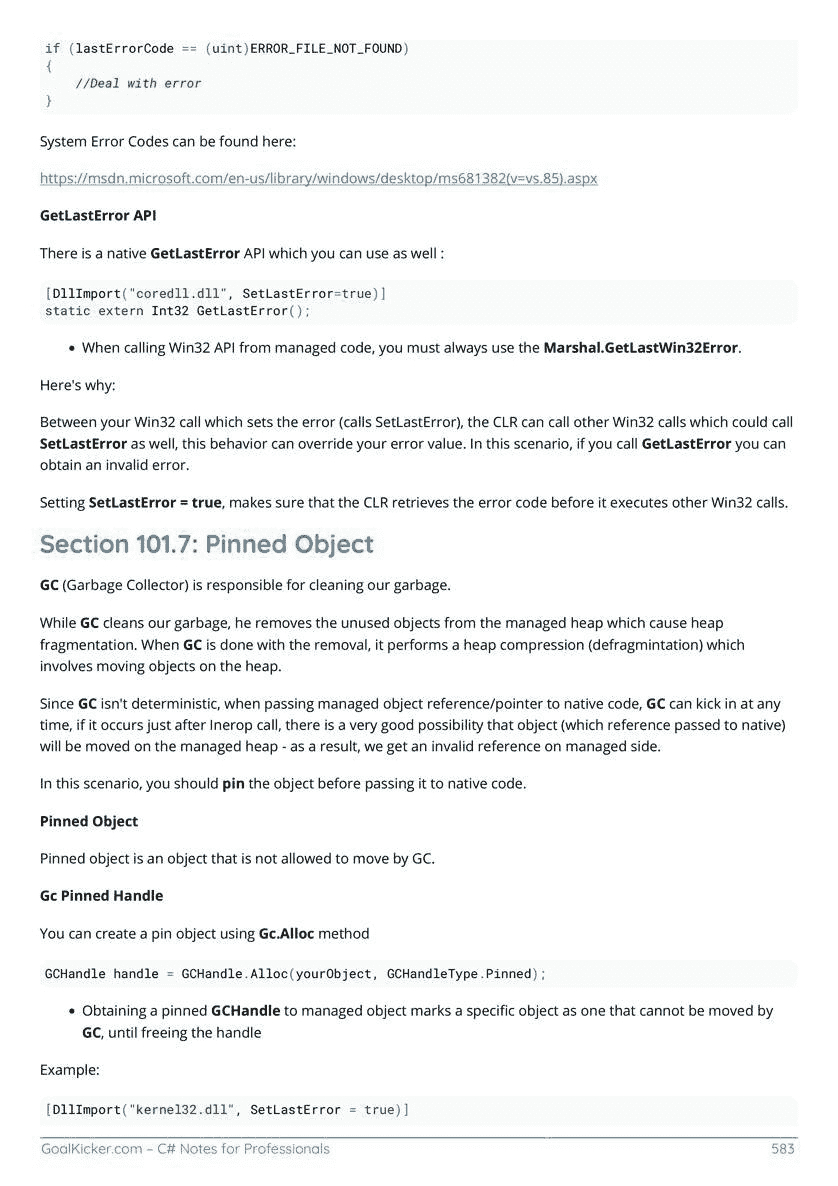 if (lastErrorCode == (uint)ERROR_FILE_NOT_FOUND)
{
    //Deal with error
}
System Error Codes can be found here:
https://msdn.microsoft.com/en-us/library/windows/desktop/ms681382(v=vs.85).aspx
GetLastError API
There is a native GetLastError API which you can use as well :
[DllImport("coredll.dll", SetLastError=true)]
static extern Int32 GetLastError();
• When calling Win32 API from managed code, you must always use the Marshal.GetLastWin32Error.
Here's why:
Between your Win32 call which sets the error (calls SetLastError), the CLR can call other Win32 calls which could call
SetLastError as well, this behavior can override your error value. In this scenario, if you call GetLastError you can
obtain an invalid error.
Setting SetLastError = true, makes sure that the CLR retrieves the error code before it executes other Win32 calls.
Section 101.7: Pinned Object
GC (Garbage Collector) is responsible for cleaning our garbage.
While GC cleans our garbage, he removes the unused objects from the managed heap which cause heap
fragmentation. When GC is done with the removal, it performs a heap compression (defragmintation) which
involves moving objects on the heap.
Since GC isn't deterministic, when passing managed object reference/pointer to native code, GC can kick in at any
time, if it occurs just after Inerop call, there is a very good possibility that object (which reference passed to native)
will be moved on the managed heap - as a result, we get an invalid reference on managed side.
In this scenario, you should pin the object before passing it to native code.
Pinned Object
Pinned object is an object that is not allowed to move by GC.
Gc Pinned Handle
You can create a pin object using Gc.Alloc method
GCHandle handle = GCHandle.Alloc(yourObject, GCHandleType.Pinned);
• Obtaining a pinned GCHandle to managed object marks a specific object as one that cannot be moved by
GC, until freeing the handle
Example:
[DllImport("kernel32.dll", SetLastError = true)]
GoalKicker.com – C# Notes for Professionals
583